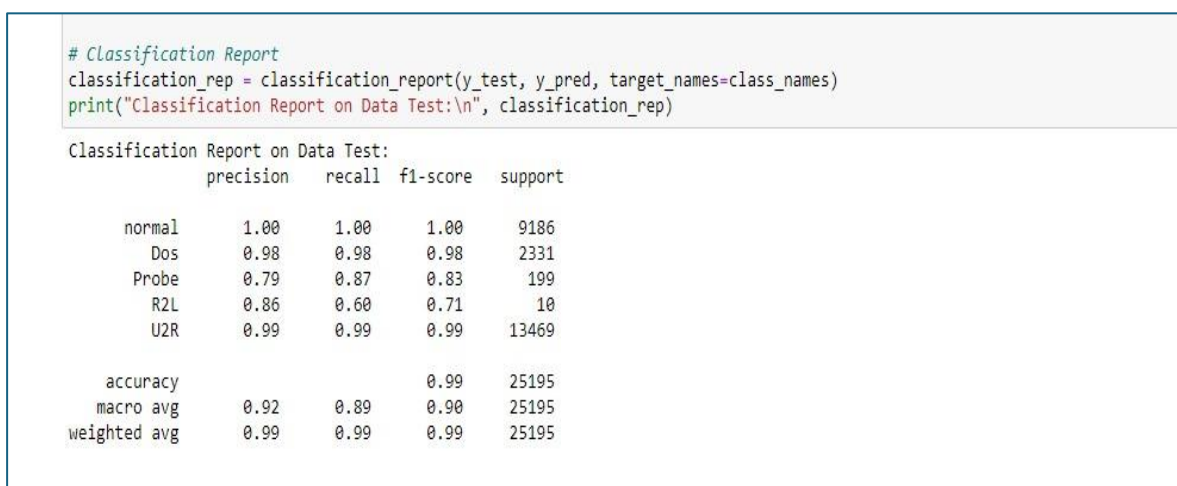 # Classification Report
classification_rep = classification_report(y_test, y_pred, target_names=class_names)
print("Classification Report on Data Test:\n", classification_rep)
Classification Report on Data Test:
precision recall f1-score support
normal 1.00 1.00 1.00 9186
Dos 0.98 0.98 0.98 2331
Probe 0.79 0.87 0.83 199
R2L 0.86 0.60 0.71 10
U2R 0.99 0.99 0.99 13469
accuracy 0.99 25195
macro avg 0.92 0.89 0.90 25195
weighted avg 0.99 0.99 0.99 25195